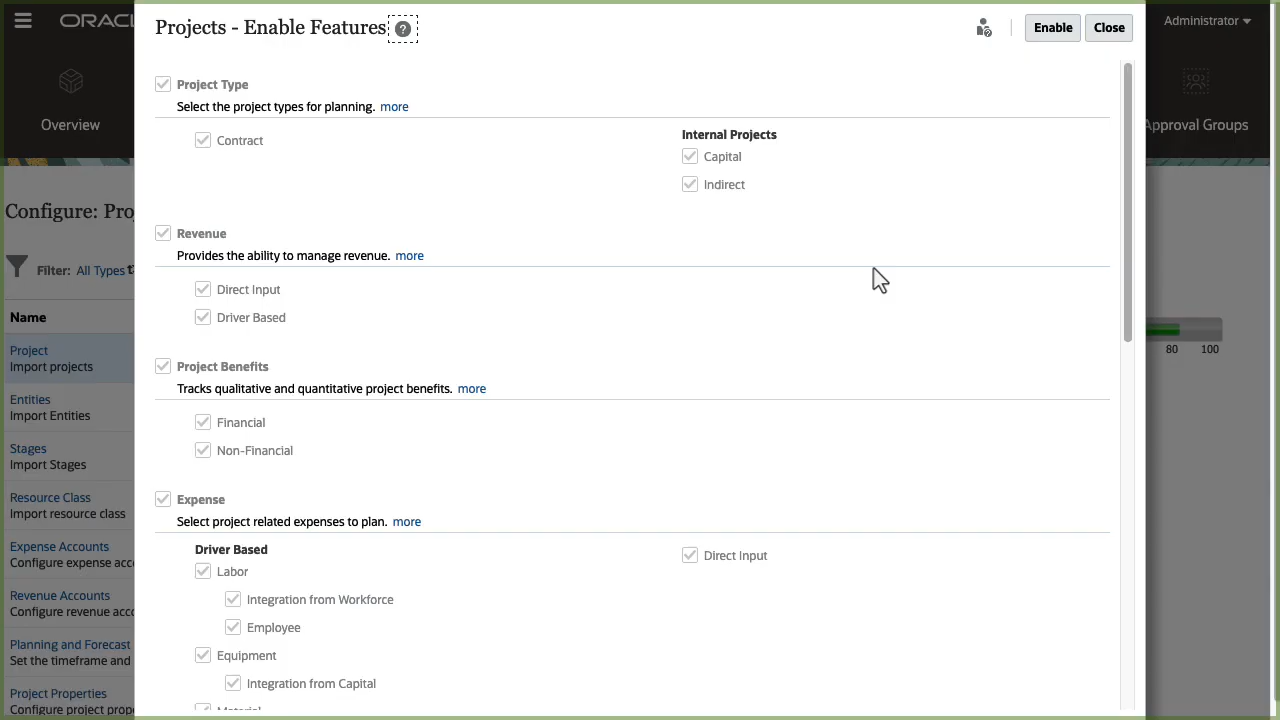 ORACL
Projects - Enable Features
?
Enable
Close
Administrator
Overview
Approval Groups
Configure: Pro
Filter: All Types
Name
Project
Import projects
Entities
Import Entities
Stages
Import Stages
Resource Class
Import resource class
Expense Accounts
Configure expense acc
Revenue Accounts
Configure revenue acc
Planning and Forecast
Set the timeframe and
Project Properties
Configure project prop
Project Type
Select the project types for planning. more
Contract
Internal Projects
Capital
Indirect
Revenue
Provides the ability to manage revenue. more
Direct Input
Driver Based
Project Benefits
Tracks qualitative and quantitative project benefits. more
Financial
Non-Financial
Expense
Select project related expenses to plan. more
Driver Based
Labor
Integration from Workforce
Employee
Equipment
Integration from Capital
Material
Direct Input
80 100